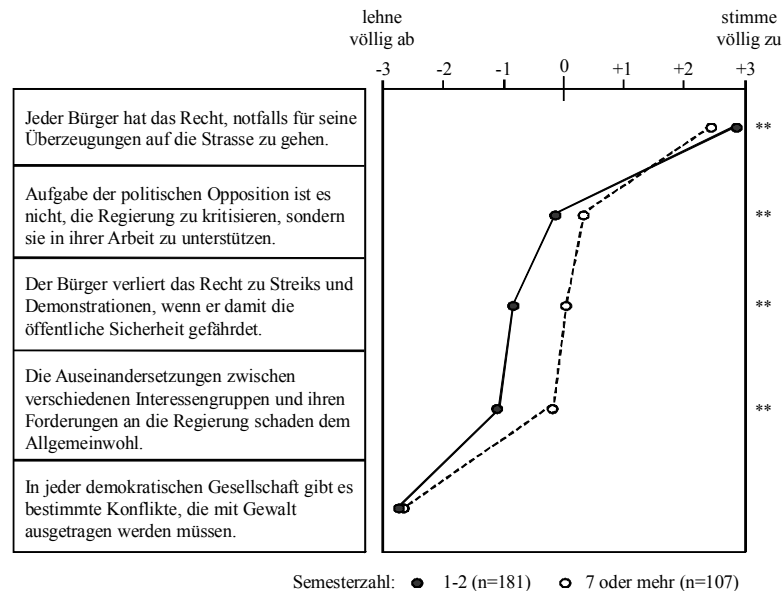 lehne
völlig ab
stimme
völlig zu
-3 -2 -1 0 +1 +2 +3
Jeder Bürger hat das Recht, notfalls für seine
Überzeugungen auf die Strasse zu gehen.
**
Aufgabe der politischen Opposition ist es
nicht, die Regierung zu kritisieren, sondern
sie in ihrer Arbeit zu unterstützen.
**
Der Bürger verliert das Recht zu Streiks und
Demonstrationen, wenn er damit die
öffentliche Sicherheit gefährdet.
**
Die Auseinandersetzungen zwischen
verschiedenen Interessengruppen und ihren
Forderungen an die Regierung schaden dem
Allgemeinwohl.
**
In jeder demokratischen Gesellschaft gibt es
bestimmte Konflikte, die mit Gewalt
ausgetragen werden müssen.
Semesterzahl: 1-2 (n=181) 7 oder mehr (n=107)